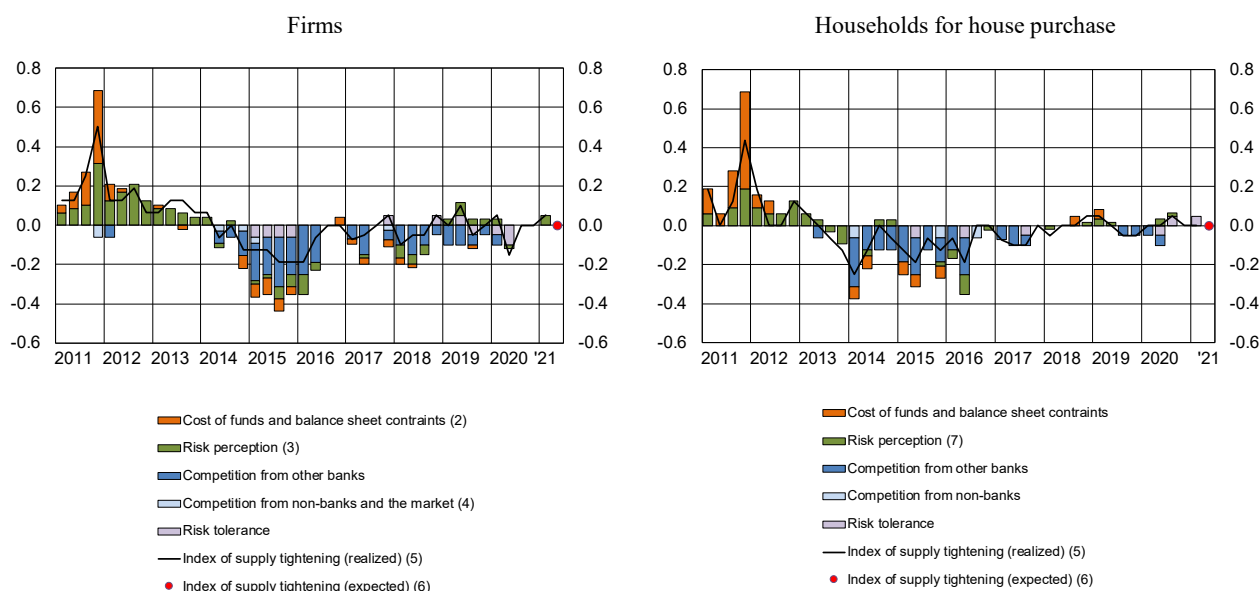 Firms
0.8 0.8
0.6 0.6
0.4 0.4
0.2 0.2
0.0 0.0
-0.2 -0.2
-0.4 -0.4
-0.6 -0.6
2011 2012 2013 2014 2015 2016 2017 2018 2019 2020 '21
Cost of funds and balance sheet contraints (2)
Risk perception (3)
Competition from other banks
Competition from non-banks and the market (4)
Risk tolerance
Index of supply tightening (realized) (5)
Index of supply tightening (expected) (6)
Households for house purchase
0.8 0.8
0.6 0.6
0.4 0.4
0.2 0.2
0.0 0.0
-0.2 -0.2
-0.4 -0.4
-0.6 -0.6
2011 2012 2013 2014 2015 2016 2017 2018 2019 2020 '21
Cost of funds and balance sheet contraints
Risk perception (7)
Competition from other banks
Competition from non-banks
Risk tolerance
Index of supply tightening (realized) (5)
Index of supply tightening (expected) (6)